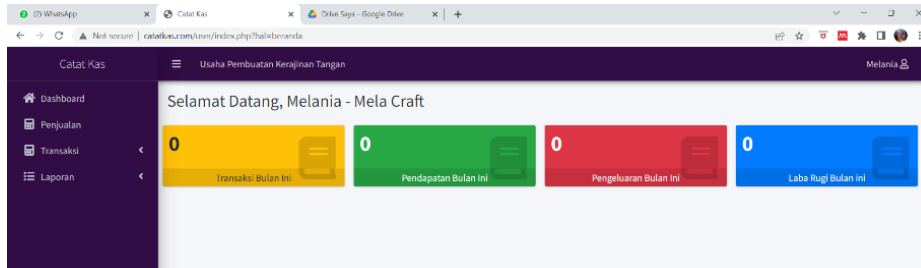 (2) WhatsApp
Catat Kas
Drive Saya - Google Drive
Not secure | catatkas.com/user/index.php?hal=beranda
Catat Kas
Usaha Pembuatan Kerajinan Tangan
Melania
Dashboard
Penjualan
Transaksi
Laporan
Selamat Datang, Melania - Mela Craft
0
Transaksi Bulan Ini
0
Pendapatan Bulan Ini
0
Pengeluaran Bulan Ini
0
Laba Rugi Bulan ini